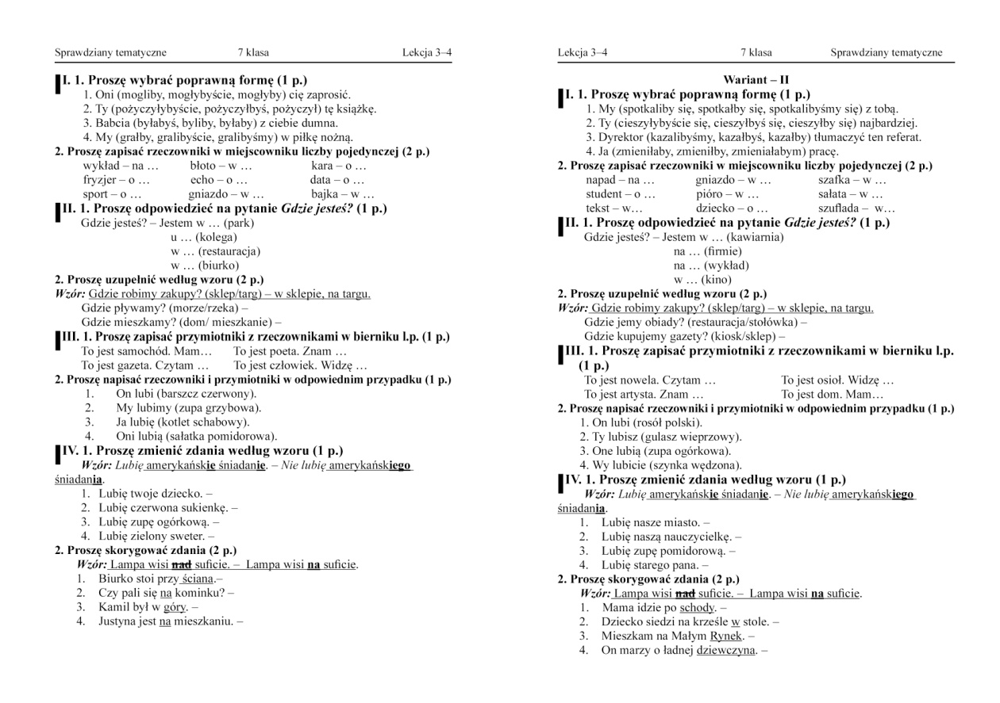 Sprawdziany tematyczne 7 klasa Lekcja 3–4
I. 1. Proszę wybrać poprawną formę (1 p.)
1. Oni (mogliby, mogłybyście, mogłyby) cię zaprosić.
2. Ty (pożyczyłybyście, pożyczyłbyś, pożyczył) tę książkę.
3. Babcia (byłabyś, byliby, byłaby) z ciebie dumna.
4. My (grałby, gralibyście, gralibyśmy) w piłkę nożną.
2. Proszę zapisać rzeczowniki w miejscowniku liczby pojedynczej (2 p.)
wykład – na … błoto – w … kara – o …
fryzjer – o … echo – o … data – o …
sport – o … gniazdo – w … bajka – w …
II. 1. Proszę odpowiedzieć na pytanie Gdzie jesteś? (1 p.)
Gdzie jesteś? – Jestem w … (park)
u … (kolega)
w … (restauracja)
w … (biurko)
2. Proszę uzupełnić według wzoru (2 p.)
Wzór: Gdzie robimy zakupy? (sklep/targ) – w sklepie, na targu.
Gdzie pływamy? (morze/rzeka) –
Gdzie mieszkamy? (dom/ mieszkanie) –
III. 1. Proszę zapisać przymiotniki z rzeczownikami w bierniku l.p. (1 p.)
To jest samochód. Mam… To jest poeta. Znam …
To jest gazeta. Czytam … To jest człowiek. Widzę …
2. Proszę napisać rzeczowniki i przymiotniki w odpowiednim przypadku (1 p.)
1. On lubi (barszcz czerwony).
2. My lubimy (zupa grzybowa).
3. Ja lubię (kotlet schabowy).
4. Oni lubią (sałatka pomidorowa).
IV. 1. Proszę zmienić zdania według wzoru (1 p.)
Wzór: Lubię amerykańskie śniadanie. – Nie lubię amerykańskiego
śniadania.
1. Lubię twoje dziecko. –
2. Lubię czerwona sukienkę. –
3. Lubię zupę ogórkową. –
4. Lubię zielony sweter. –
2. Proszę skorygować zdania (2 p.)
Wzór: Lampa wisi nad suficie. – Lampa wisi na suficie.
1. Biurko stoi przy ściana.–
2. Czy pali się na kominku? –
3. Kamil był w góry. –
4. Justyna jest na mieszkaniu. –
Lekcja 3–4 7 klasa Sprawdziany tematyczne
Wariant – II
I. 1. Proszę wybrać poprawną formę (1 p.)
1. My (spotkaliby się, spotkałby się, spotkalibyśmy się) z tobą.
2. Ty (cieszyłybyście się, cieszyłbyś się, cieszyłby się) najbardziej.
3. Dyrektor (kazalibyśmy, kazałbyś, kazałby) tłumaczyć ten referat.
4. Ja (zmieniłaby, zmieniłby, zmieniałabym) pracę.
2. Proszę zapisać rzeczowniki w miejscowniku liczby pojedynczej (2 p.)
napad – na … gniazdo – w … szafka – w …
student – o … pióro – w … sałata – w …
tekst – w… dziecko – o … szuflada – w…
II. 1. Proszę odpowiedzieć na pytanie Gdzie jesteś? (1 p.)
Gdzie jesteś? – Jestem w … (kawiarnia)
na … (firmie)
na … (wykład)
w … (kino)
2. Proszę uzupełnić według wzoru (2 p.)
Wzór: Gdzie robimy zakupy? (sklep/targ) – w sklepie, na targu.
Gdzie jemy obiady? (restauracja/stołówka) –
Gdzie kupujemy gazety? (kiosk/sklep) –
III. 1. Proszę zapisać przymiotniki z rzeczownikami w bierniku l.p.
(1 p.)
To jest nowela. Czytam … To jest osioł. Widzę …
To jest artysta. Znam … To jest dom. Mam…
2. Proszę napisać rzeczowniki i przymiotniki w odpowiednim przypadku (1 p.)
1. On lubi (rosół polski).
2. Ty lubisz (gulasz wieprzowy).
3. One lubią (zupa ogórkowa).
4. Wy lubicie (szynka wędzona).
IV. 1. Proszę zmienić zdania według wzoru (1 p.)
Wzór: Lubię amerykańskie śniadanie. – Nie lubię amerykańskiego
śniadania.
1. Lubię nasze miasto. –
2. Lubię naszą nauczycielkę. –
3. Lubię zupę pomidorową. –
4. Lubię starego pana. –
2. Proszę skorygować zdania (2 p.)
Wzór: Lampa wisi nad suficie. – Lampa wisi na suficie.
1. Mama idzie po schody. –
2. Dziecko siedzi na krześle w stole. –
3. Mieszkam na Małym Rynek. –
4. On marzy o ładnej dziewczyna. –